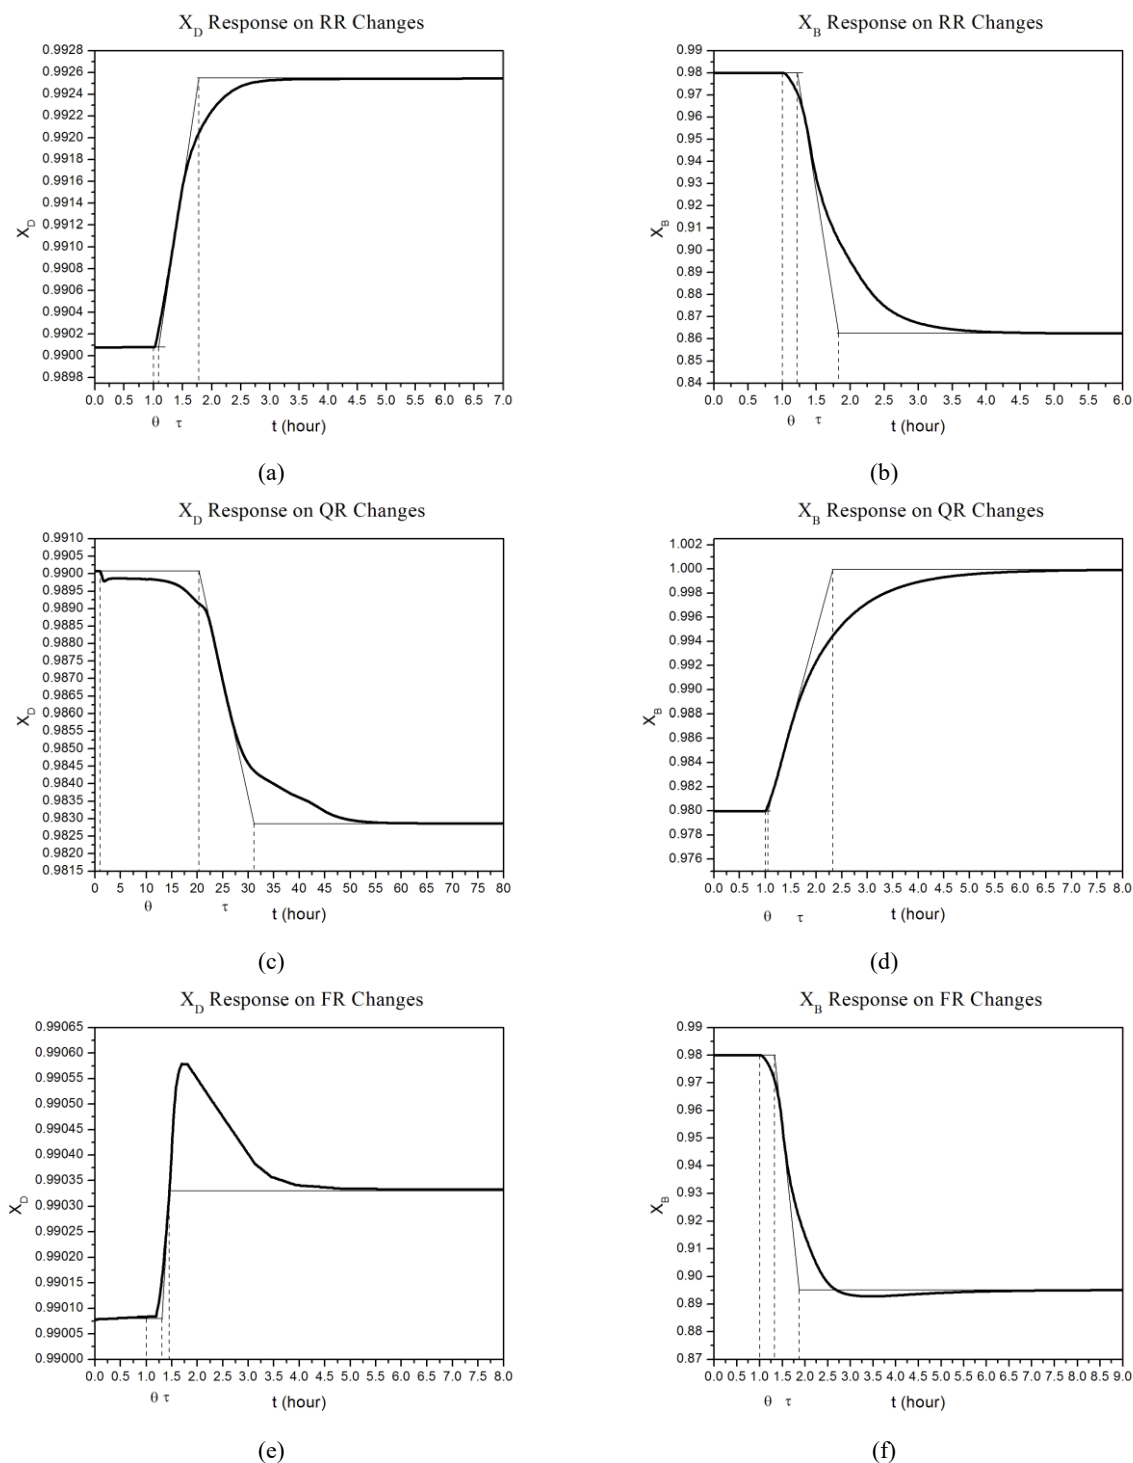 X_D Response on RR Changes
0.9928
0.9926
0.9924
0.9922
0.9920
0.9918
0.9916
0.9914
0.9912
0.9910
0.9908
0.9906
0.9904
0.9902
0.9900
0.9898
X_D
0.0 0.5 1.0 1.5 2.0 2.5 3.0 3.5 4.0 4.5 5.0 5.5 6.0 6.5 7.0
θ τ
t (hour)
(a)
X_B Response on RR Changes
0.99
0.98
0.97
0.96
0.95
0.94
0.93
0.92
0.91
0.90
0.89
0.88
0.87
0.86
0.85
0.84
X_B
0.0 0.5 1.0 1.5 2.0 2.5 3.0 3.5 4.0 4.5 5.0 5.5 6.0
θ τ
t (hour)
(b)
X_D Response on QR Changes
0.9910
0.9905
0.9900
0.9895
0.9890
0.9885
0.9880
0.9875
0.9870
0.9865
0.9860
0.9855
0.9850
0.9845
0.9840
0.9835
0.9830
0.9825
0.9820
0.9815
X_D
0 5 10 15 20 25 30 35 40 45 50 55 60 65 70 75 80
θ τ
t (hour)
(c)
X_B Response on QR Changes
1.002
1.000
0.998
0.996
0.994
0.992
0.990
0.988
0.986
0.984
0.982
0.980
0.978
0.976
X_B
0.0 0.5 1.0 1.5 2.0 2.5 3.0 3.5 4.0 4.5 5.0 5.5 6.0 6.5 7.0 7.5 8.0
θ τ
t (hour)
(d)
X_D Response on FR Changes
0.99065
0.99060
0.99055
0.99050
0.99045
0.99040
0.99035
0.99030
0.99025
0.99020
0.99015
0.99010
0.99005
0.99000
X_D
0.0 0.5 1.0 1.5 2.0 2.5 3.0 3.5 4.0 4.5 5.0 5.5 6.0 6.5 7.0 7.5 8.0
θ τ
t (hour)
(e)
X_B Response on FR Changes
0.99
0.98
0.97
0.96
0.95
0.94
0.93
0.92
0.91
0.90
0.89
0.88
0.87
X_B
0.0 0.5 1.0 1.5 2.0 2.5 3.0 3.5 4.0 4.5 5.0 5.5 6.0 6.5 7.0 7.5 8.0 8.5 9.0
θ τ
t (hour)
(f)